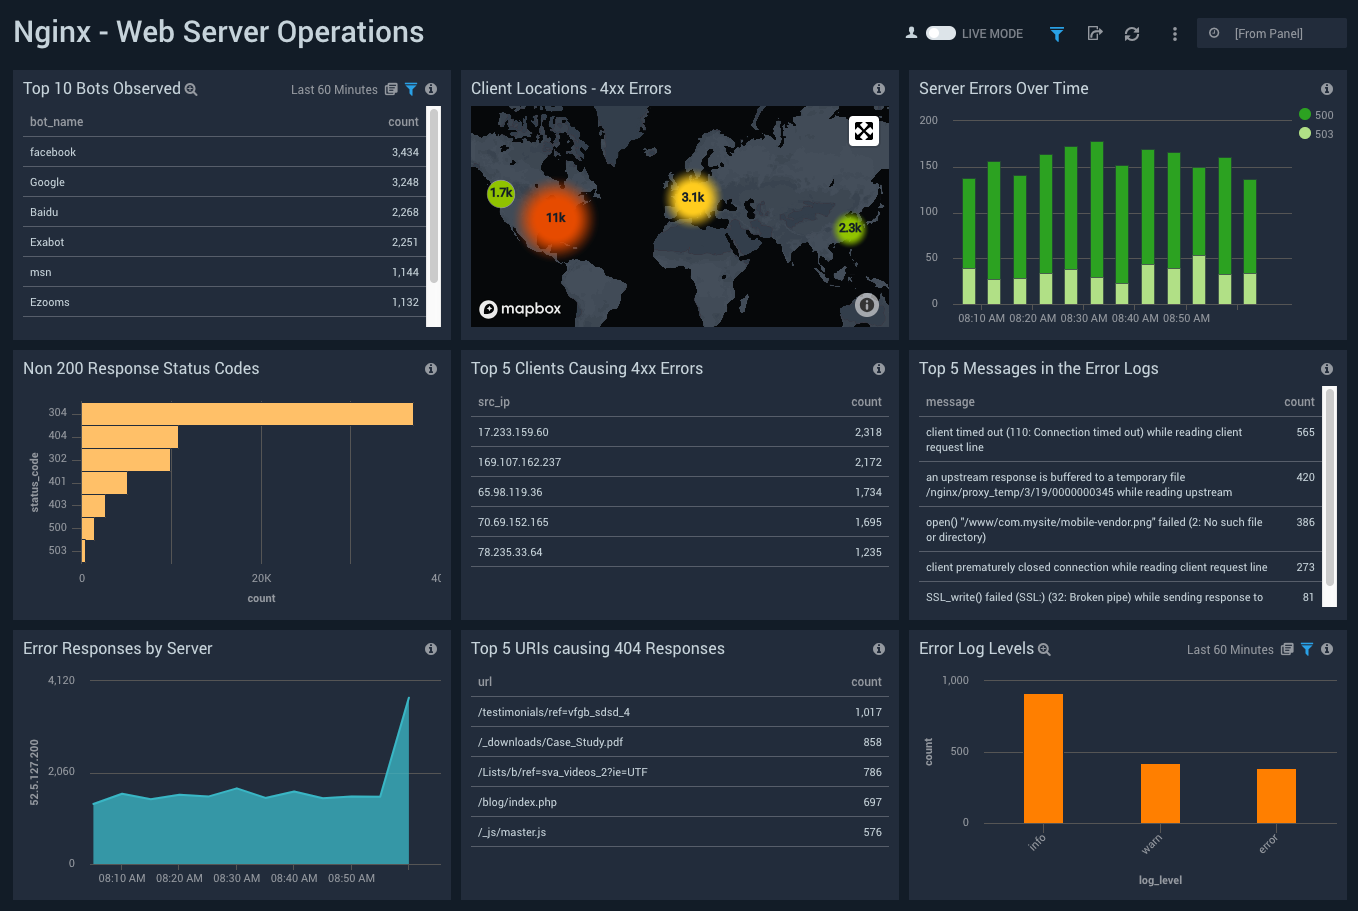 Nginx - Web Server Operations
LIVE MODE
[From Panel]
Top 10 Bots Observed
Last 60 Minutes
bot_name count
facebook 3,434
Google 3,248
Baidu 2,268
Exabot 2,251
msn 1,144
Ezooms 1,132
Client Locations - 4xx Errors
1.7k
11k
3.1k
2.3k
mapbox
Server Errors Over Time
200
150
100
50
0
08:10 AM 08:20 AM 08:30 AM 08:40 AM 08:50 AM
500
503
Non 200 Response Status Codes
status_code
304
404
302
401
403
500
503
0 20K
count
Top 5 Clients Causing 4xx Errors
src_ip count
17.233.159.60 2,318
169.107.162.237 2,172
65.98.119.36 1,734
70.69.152.165 1,695
78.235.33.64 1,235
Top 5 Messages in the Error Logs
message count
client timed out (110: Connection timed out) while reading client 565
request line
an upstream response is buffered to a temporary file 420
/nginx/proxy_temp/3/19/0000000345 while reading upstream
open() "/www/com.mysite/mobile-vendor.png" failed (2: No such file 386
or directory)
client prematurely closed connection while reading client request line 273
SSL_write() failed (SSL:) (32: Broken pipe) while sending response to 81
Error Responses by Server
52.5.127.200
4,120
2,060
0
08:10 AM 08:20 AM 08:30 AM 08:40 AM 08:50 AM
Top 5 URIs causing 404 Responses
url count
/testimonials/ref=vfgb_sdsd_4 1,017
/_downloads/Case_Study.pdf 858
/Lists/b/ref=sva_videos_2?ie=UTF 786
/blog/index.php 697
/_js/master.js 576
Error Log Levels
Last 60 Minutes
count
1,000
500
0
info warn error
log_level